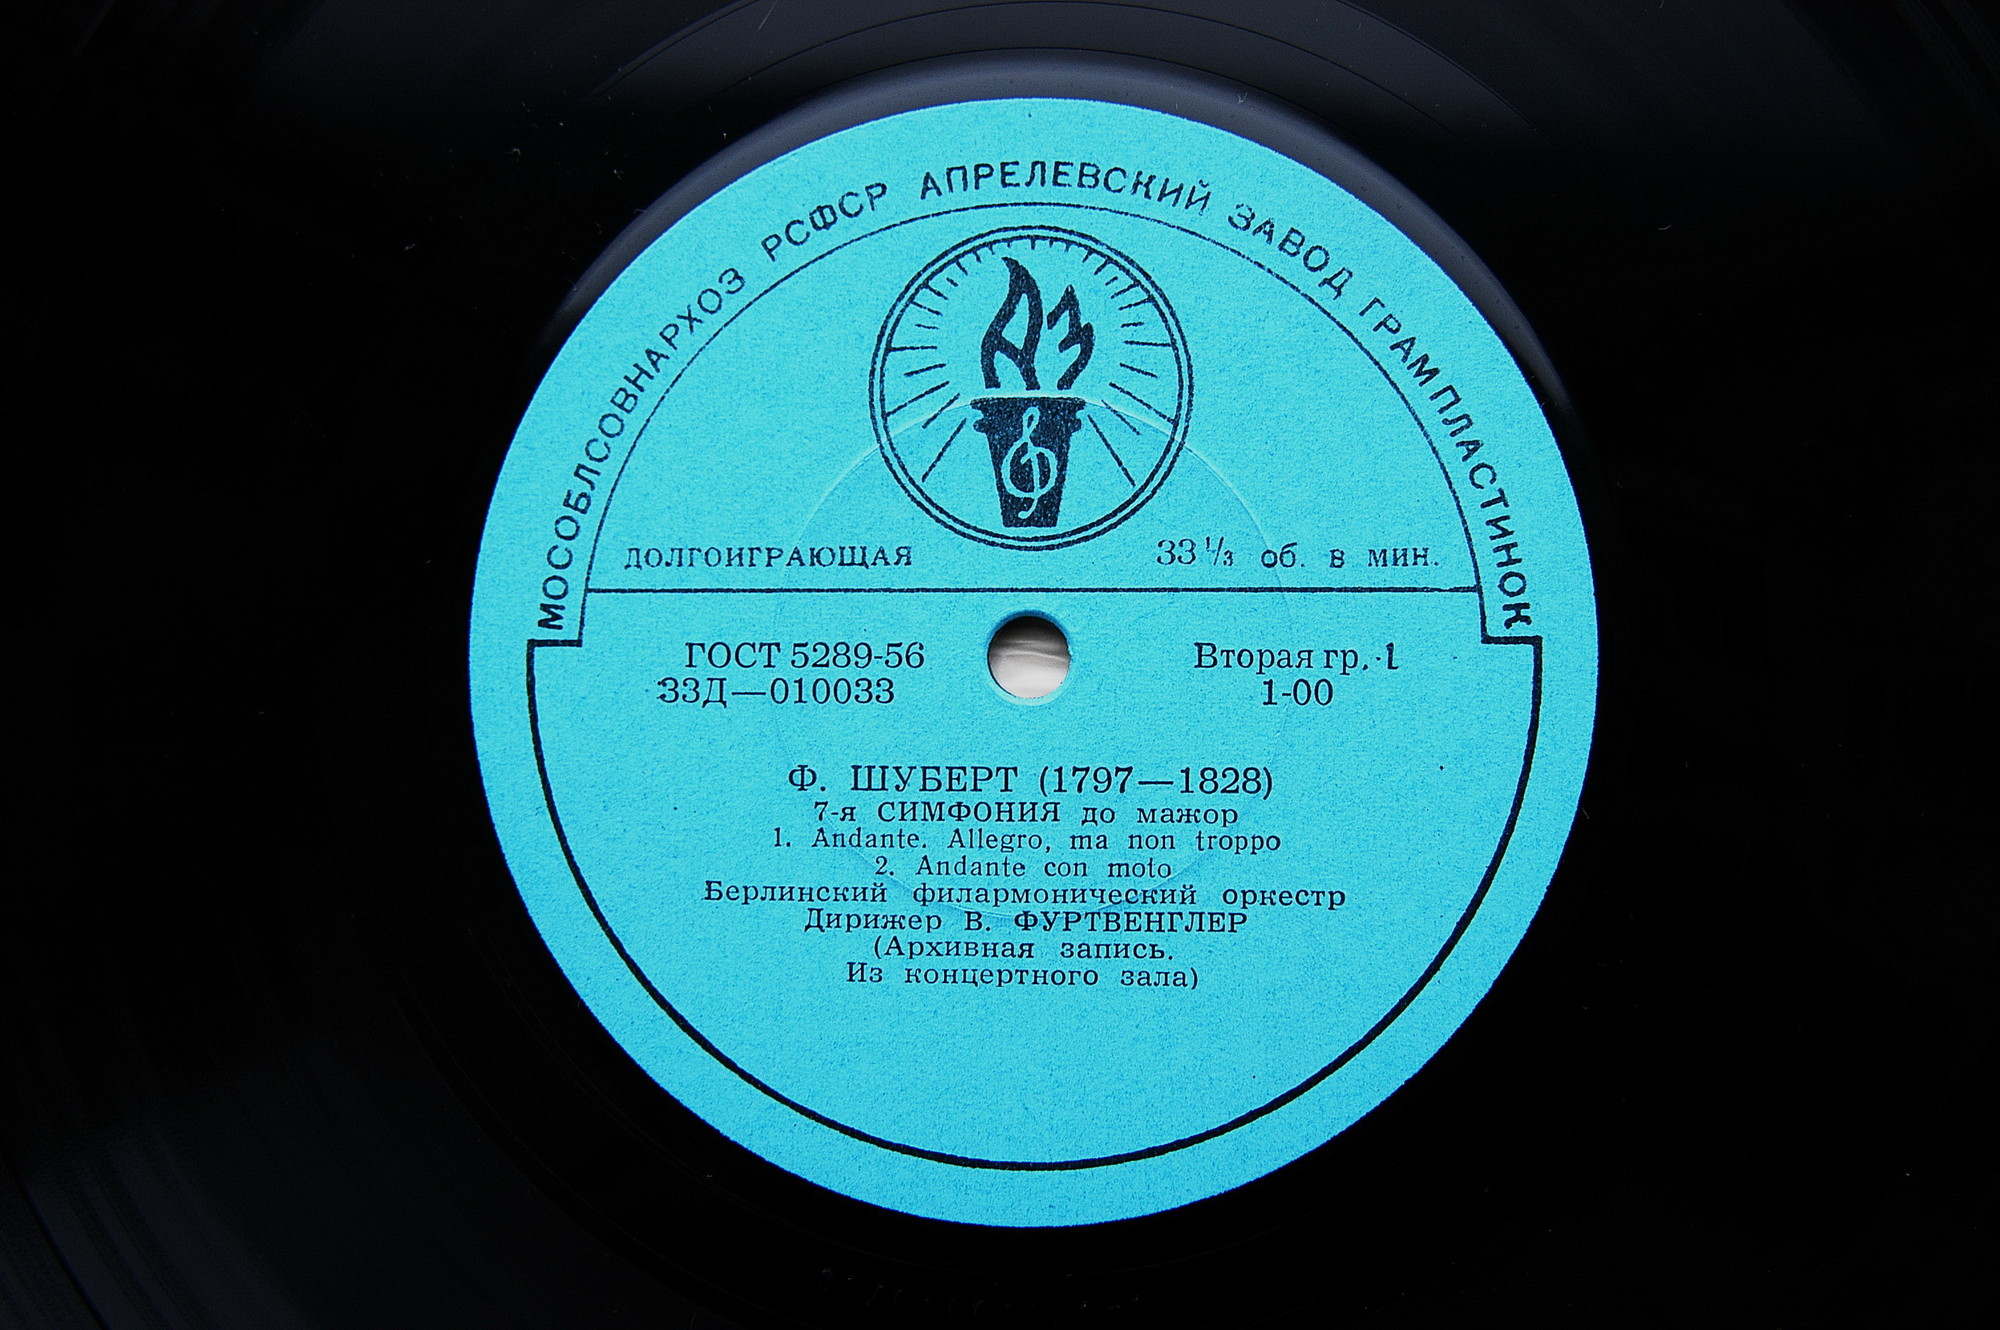 МОСОБЛСОВНАРХОЗ РСФСР АПРЕЛЕВСКИЙ ЗАВОД ГРАМПЛАСТИНОК
АЗ
ДОЛГОИГРАЮЩАЯ 33 1/3 об. в мин.
ГОСТ 5289-56 Вторая гр. 1
33Д—010033 1-00
Ф. ШУБЕРТ (1797—1828)
7-я СИМФОНИЯ до мажор
1. Andante. Allegro, ma non troppo
2. Andante con moto
Берлинский филармонический оркестр
Дирижер В. ФУРТВЕНГЛЕР
(Архивная запись.
Из концертного зала)